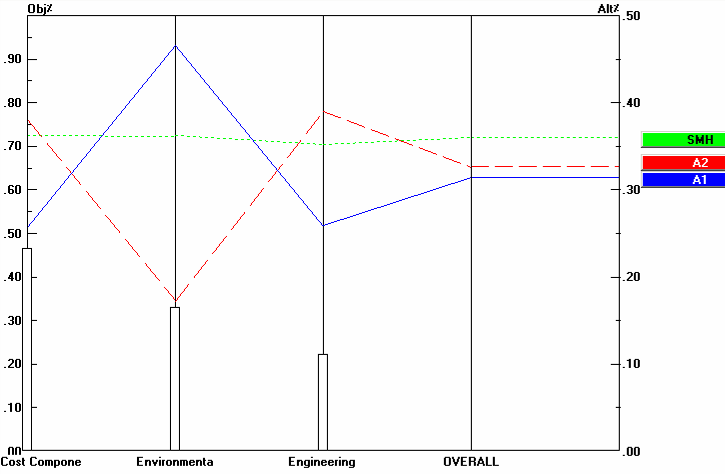 Obj% Alt%
.50
.90
.80 .40
SMH
.70
A2
.60 .30
A1
.50
.40 .20
.30
.20 .10
.10
.00 .00
Cost Compone Environmenta Engineering OVERALL